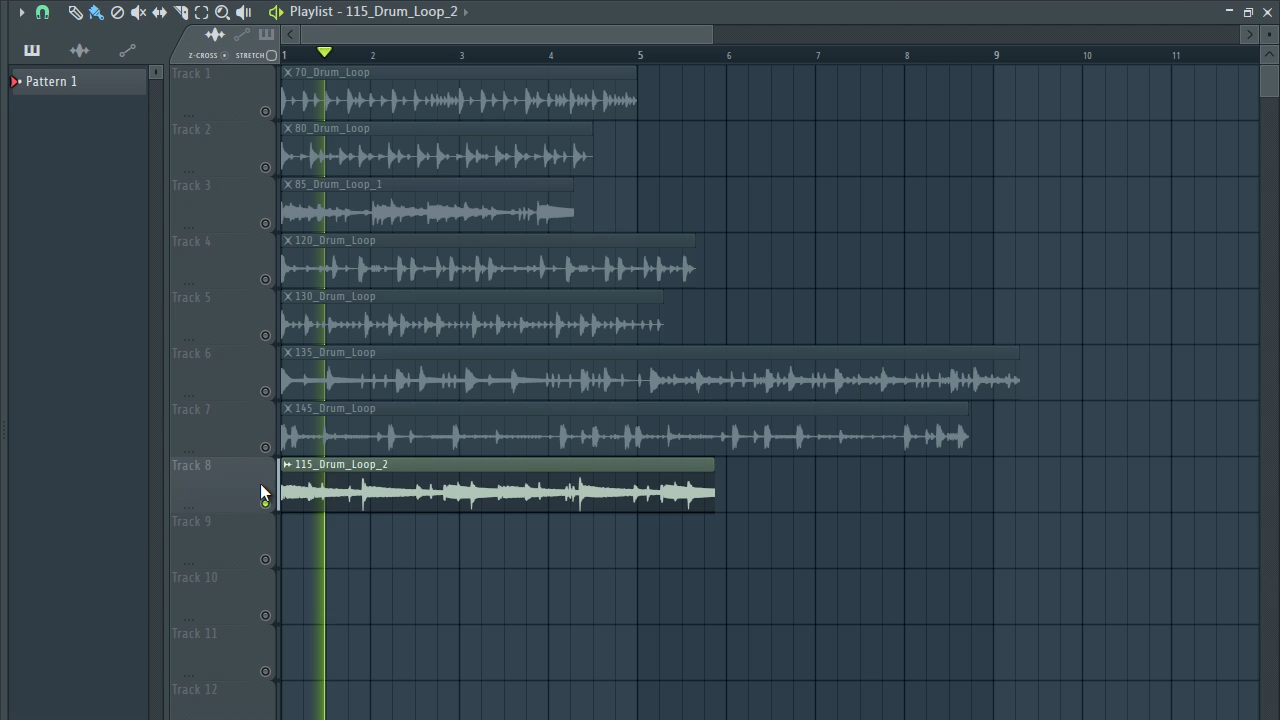 Playlist - 115_Drum_Loop_2
Z-CROSS STRETCH
1 2 3 4 5 6 7 8 9 10 11
Pattern 1
Track 1
70_Drum_Loop
...
Track 2
80_Drum_Loop
...
Track 3
85_Drum_Loop_1
...
Track 4
120_Drum_Loop
...
Track 5
130_Drum_Loop
...
Track 6
135_Drum_Loop
...
Track 7
145_Drum_Loop
...
Track 8
115_Drum_Loop_2
...
Track 9
...
Track 10
...
Track 11
...
Track 12